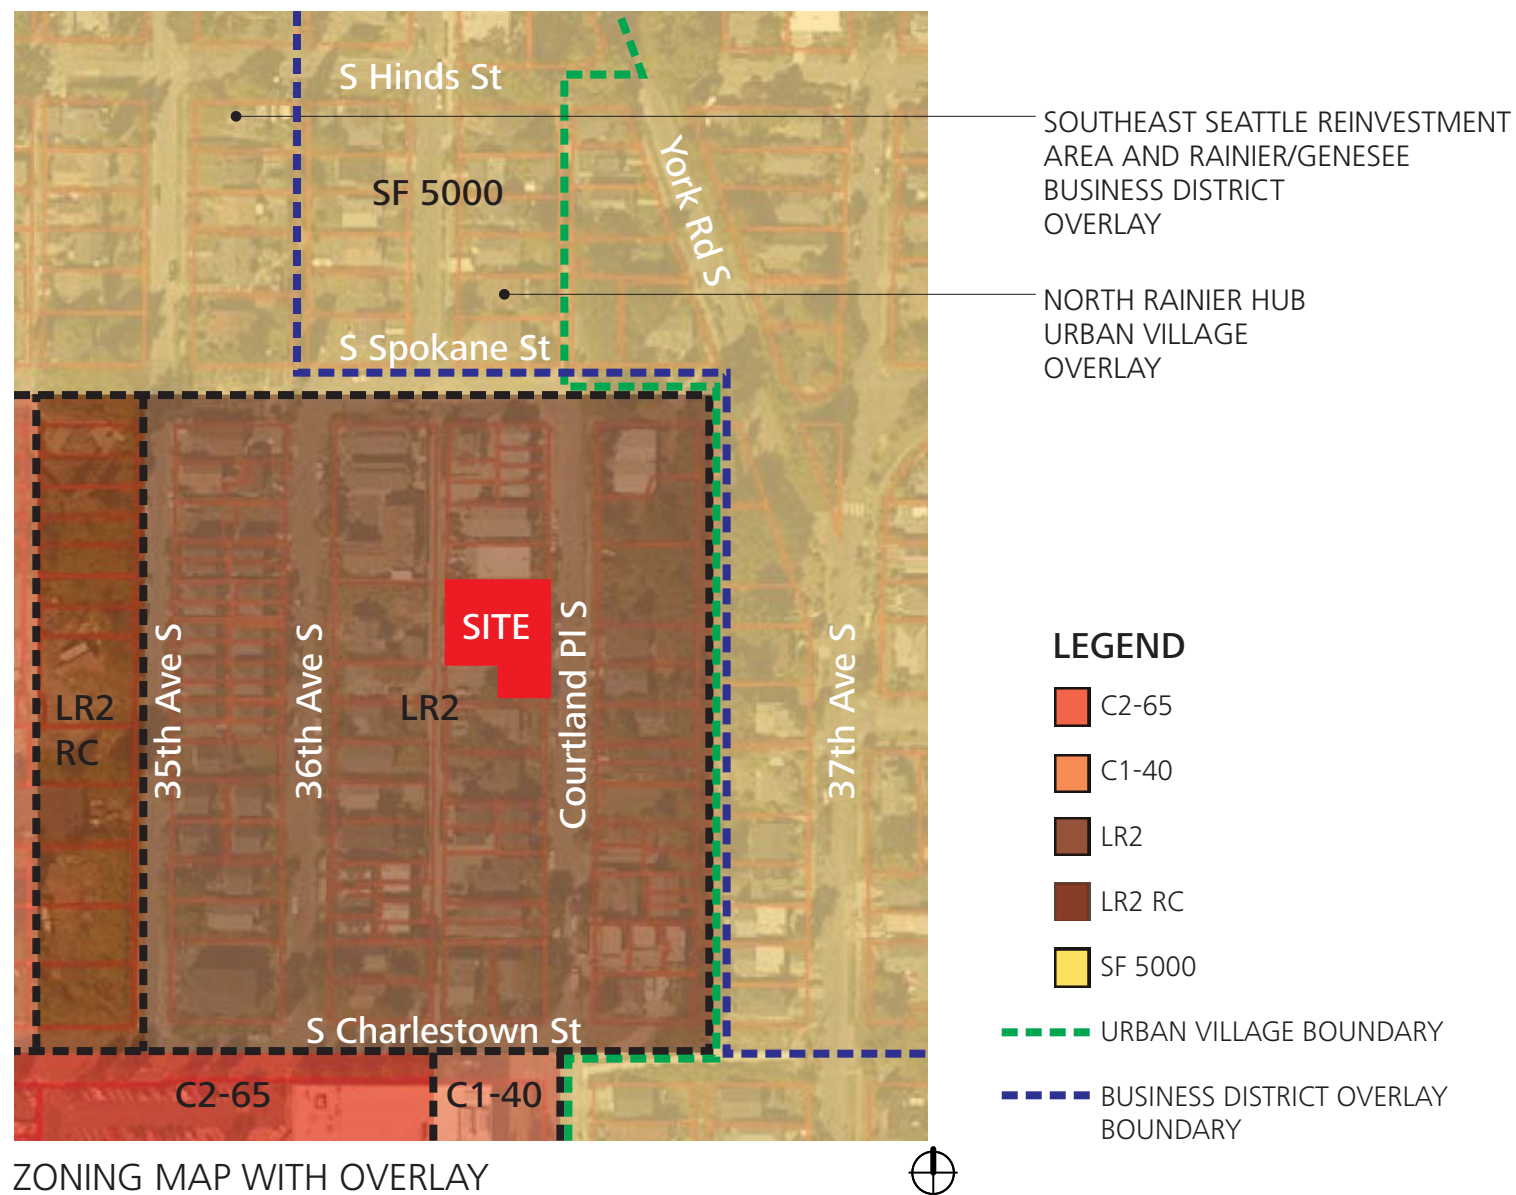 S Hinds St
SF 5000
York Rd S
S Spokane St
SOUTHEAST SEATTLE REINVESTMENT
AREA AND RAINIER/GENESEE
BUSINESS DISTRICT
OVERLAY
NORTH RAINIER HUB
URBAN VILLAGE
OVERLAY
SITE
LR2
RC
35th Ave S
36th Ave S
LR2
Courtland Pl S
37th Ave S
S Charlestown St
C2-65
C1-40
LEGEND
C2-65
C1-40
LR2
LR2 RC
SF 5000
URBAN VILLAGE BOUNDARY
BUSINESS DISTRICT OVERLAY
BOUNDARY
ZONING MAP WITH OVERLAY